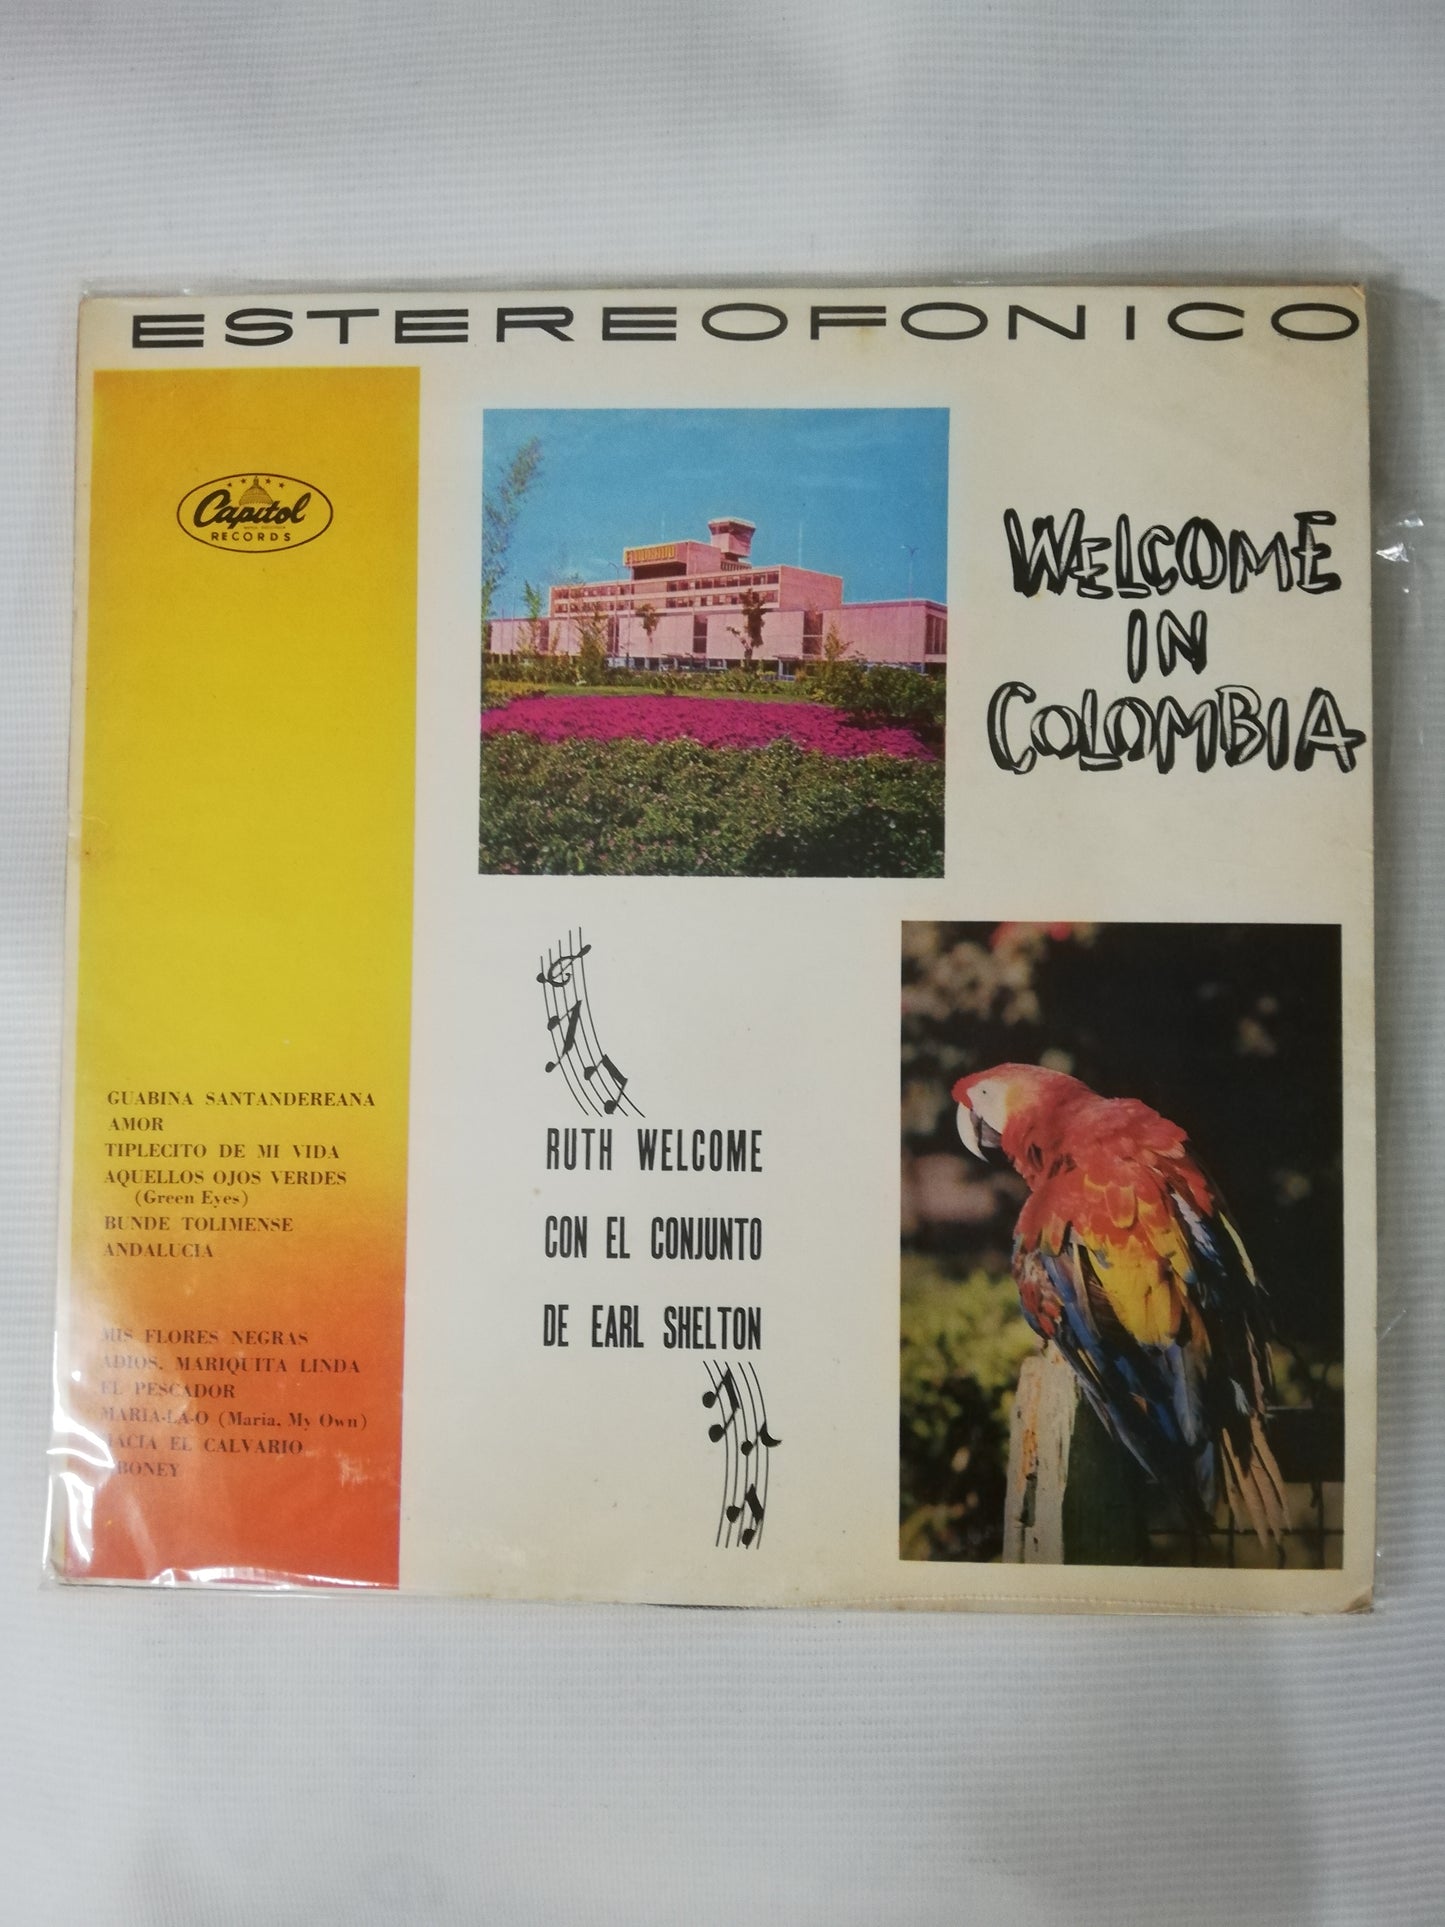 ESTEREOFONICO
Capitol
RECORDS
WELCOME
IN
COLOMBIA
ELDORADO
GUABINA SANTANDEREANA
AMOR
TIPLECITO DE MI VIDA
AQUELLOS OJOS VERDES
(Green Eyes)
BUNDE TOLIMENSE
ANDALUCIA
MIS FLORES NEGRAS
ADIOS, MARIQUITA LINDA
EL PESCADOR
MARIA-LA-O (Maria, My Own)
HACIA EL CALVARIO
RUTH WELCOME
CON EL CONJUNTO
DE EARL SHELTON